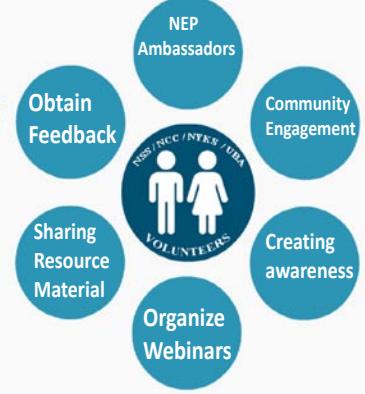 NEP
Ambassadors
Community
Engagement
Creating
awareness
Organize
Webinars
Sharing
Resource
Material
Obtain
Feedback
NSS/NCC/NYKS/UBA
VOLUNTEERS